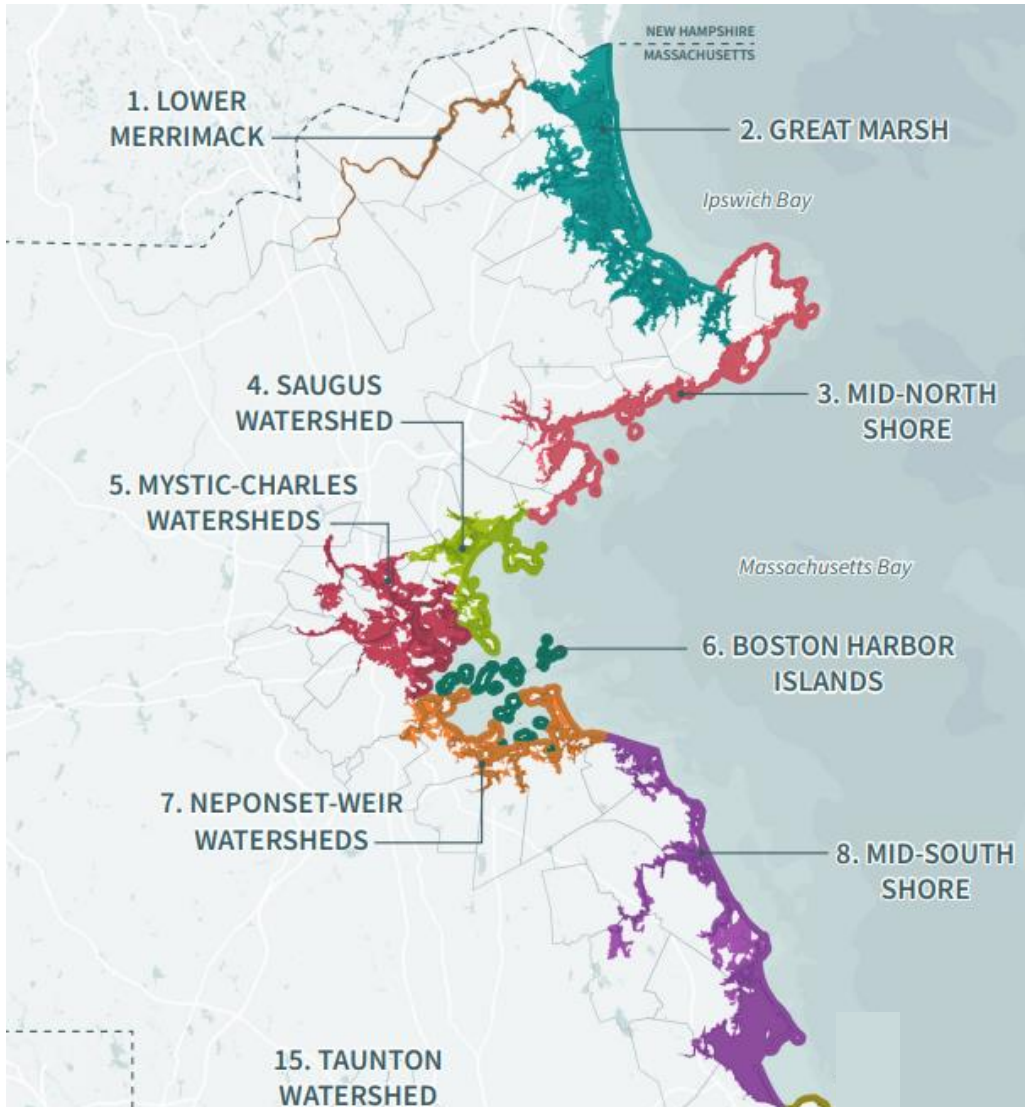 NEW HAMPSHIRE
MASSACHUSETTS
1. LOWER
MERRIMACK
2. GREAT MARSH
Ipswich Bay
4. SAUGUS
WATERSHED
3. MID-NORTH
SHORE
5. MYSTIC-CHARLES
WATERSHEDS
Massachusetts Bay
6. BOSTON HARBOR
ISLANDS
7. NEPONSET-WEIR
WATERSHEDS
8. MID-SOUTH
SHORE
15. TAUNTON
WATERSHED